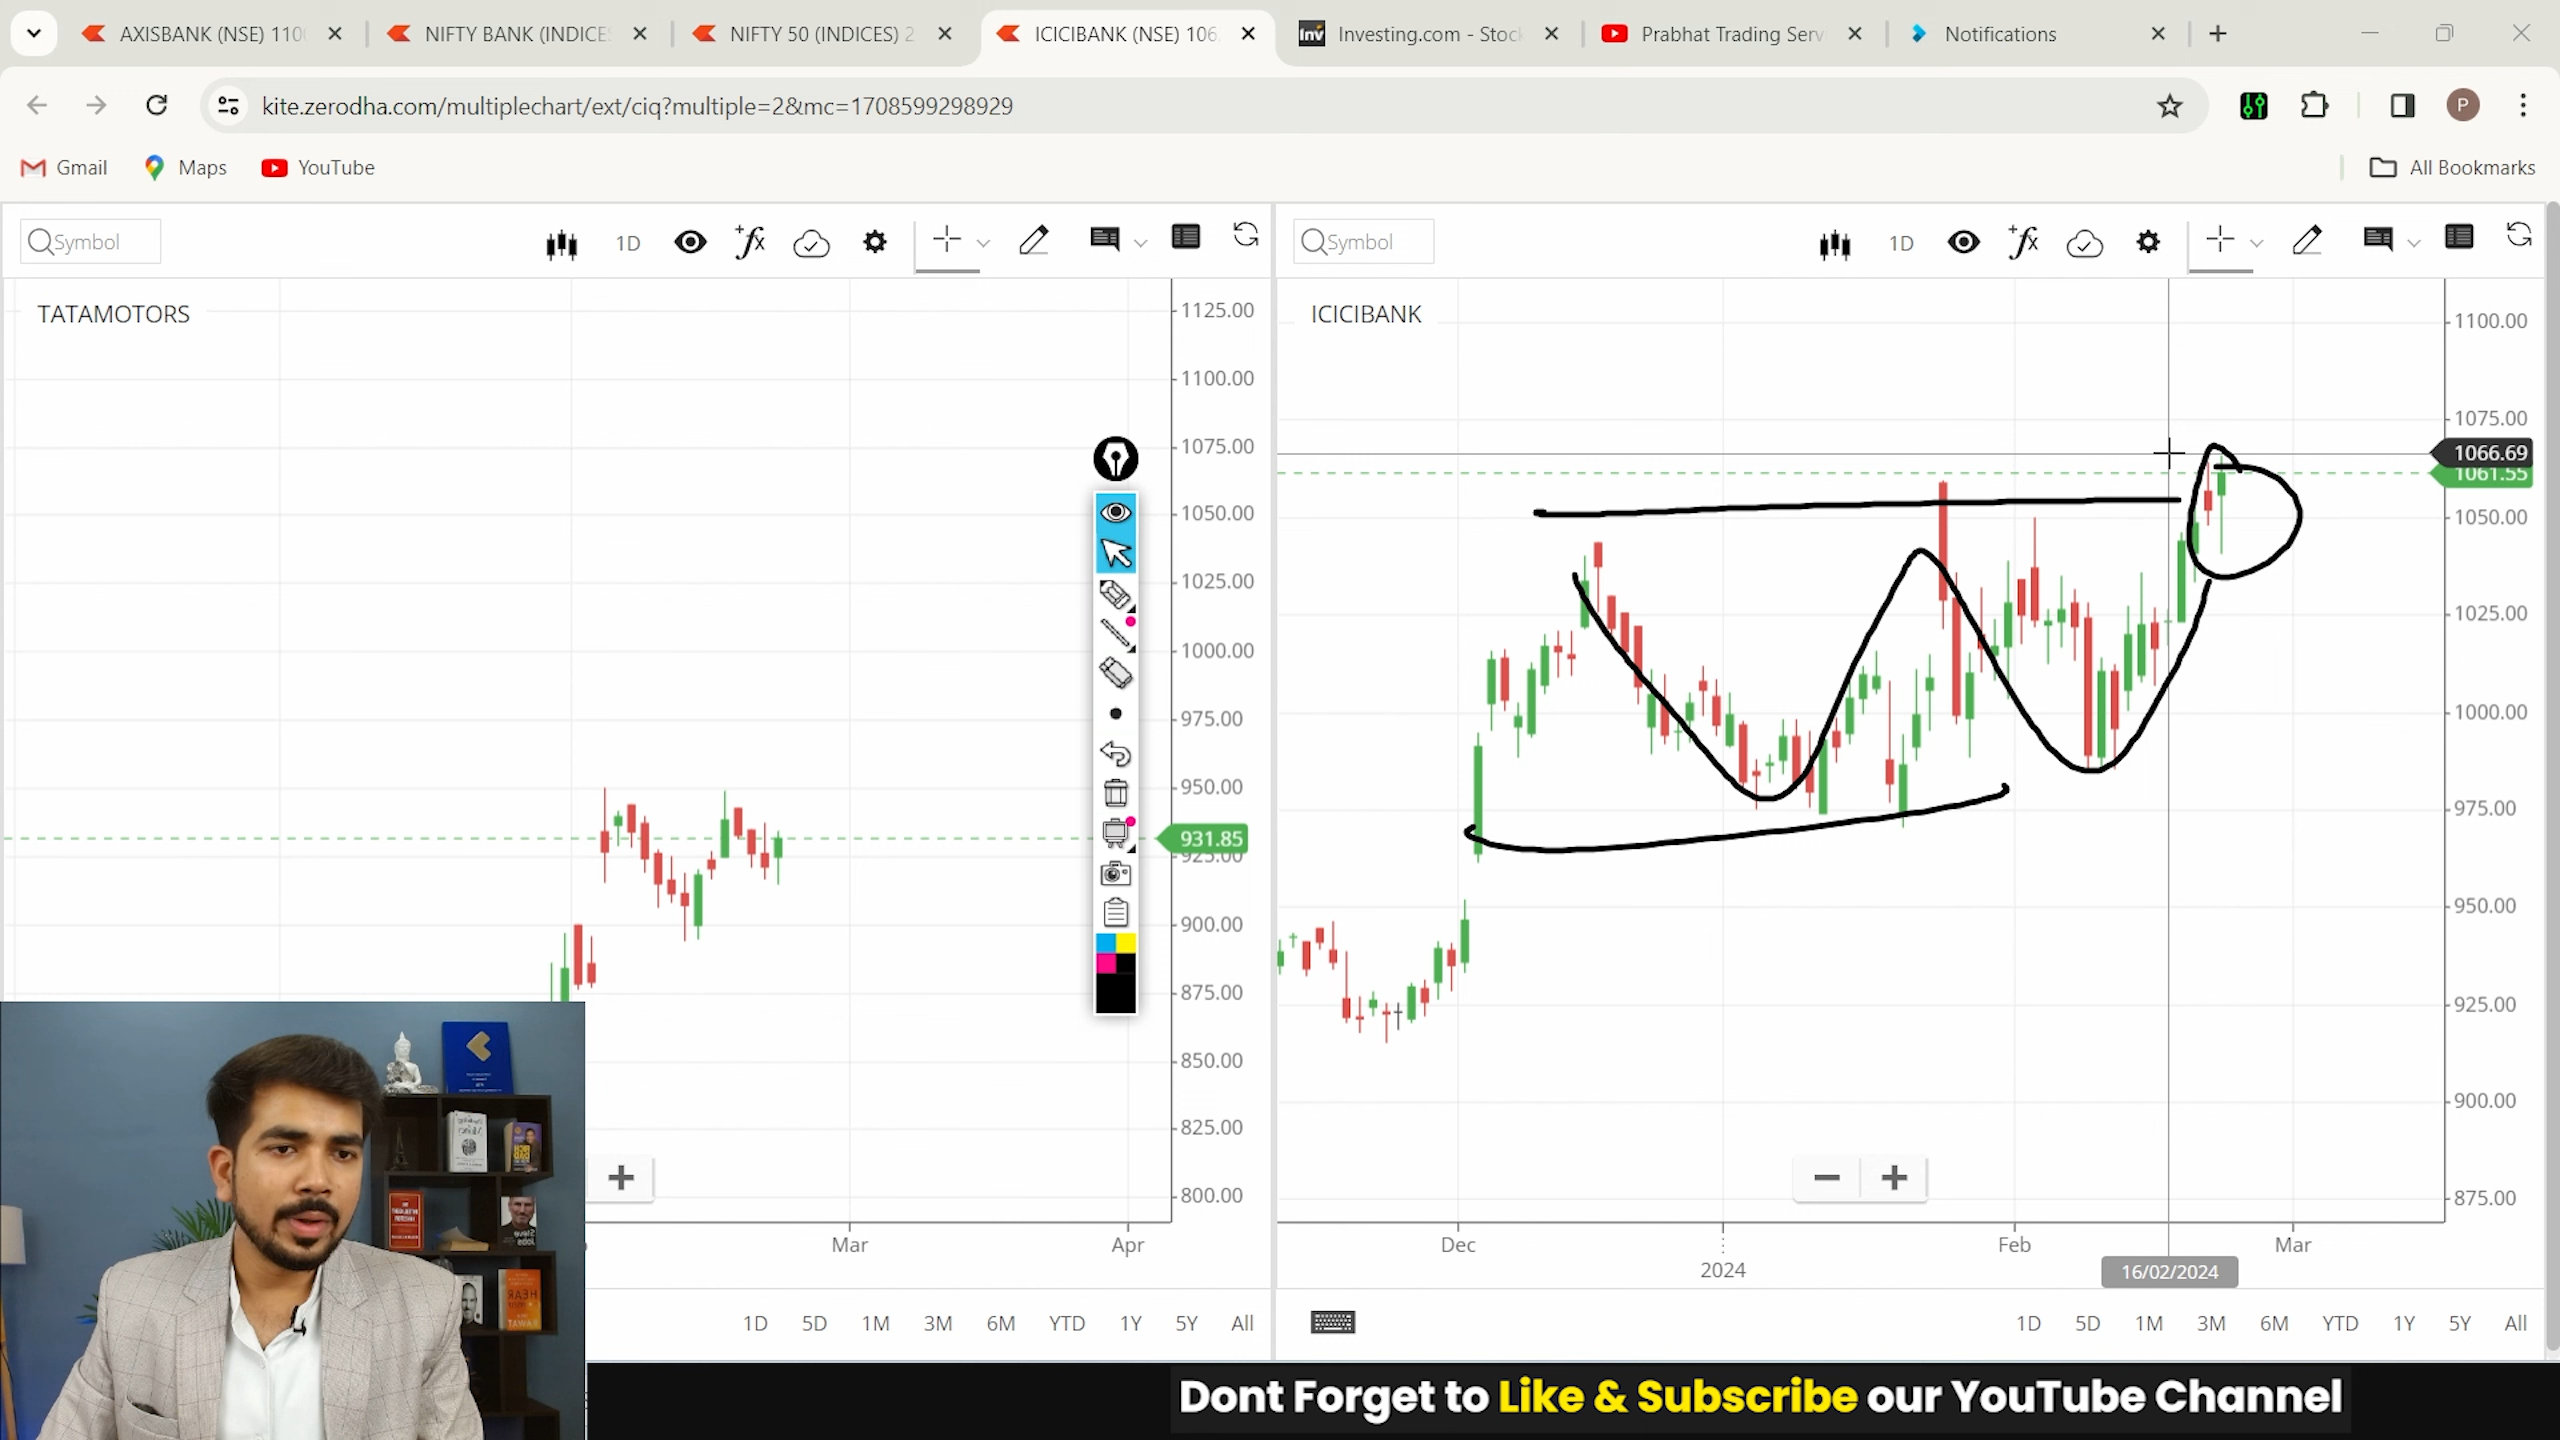 AXISBANK (NSE) 110
NIFTY BANK (INDICES
NIFTY 50 (INDICES) 2
ICICIBANK (NSE) 106
Investing.com - Stoc
Prabhat Trading Serv
Notifications
kite.zerodha.com/multiplechart/ext/ciq?multiple=2&mc=1708599298929
P
Gmail
Maps
YouTube
All Bookmarks
Symbol
1D
Symbol
1D
TATAMOTORS
1125.00
1100.00
1075.00
1050.00
1025.00
1000.00
975.00
950.00
931.85
925.00
900.00
875.00
850.00
825.00
800.00
Mar
Apr
1D 5D 1M 3M 6M YTD 1Y 5Y All
ICICIBANK
1100.00
1075.00
1066.69
1061.55
1050.00
1025.00
1000.00
975.00
950.00
925.00
900.00
875.00
Dec
2024
Feb
Mar
16/02/2024
1D 5D 1M 3M 6M YTD 1Y 5Y All
Dont Forget to Like & Subscribe our YouTube Channel